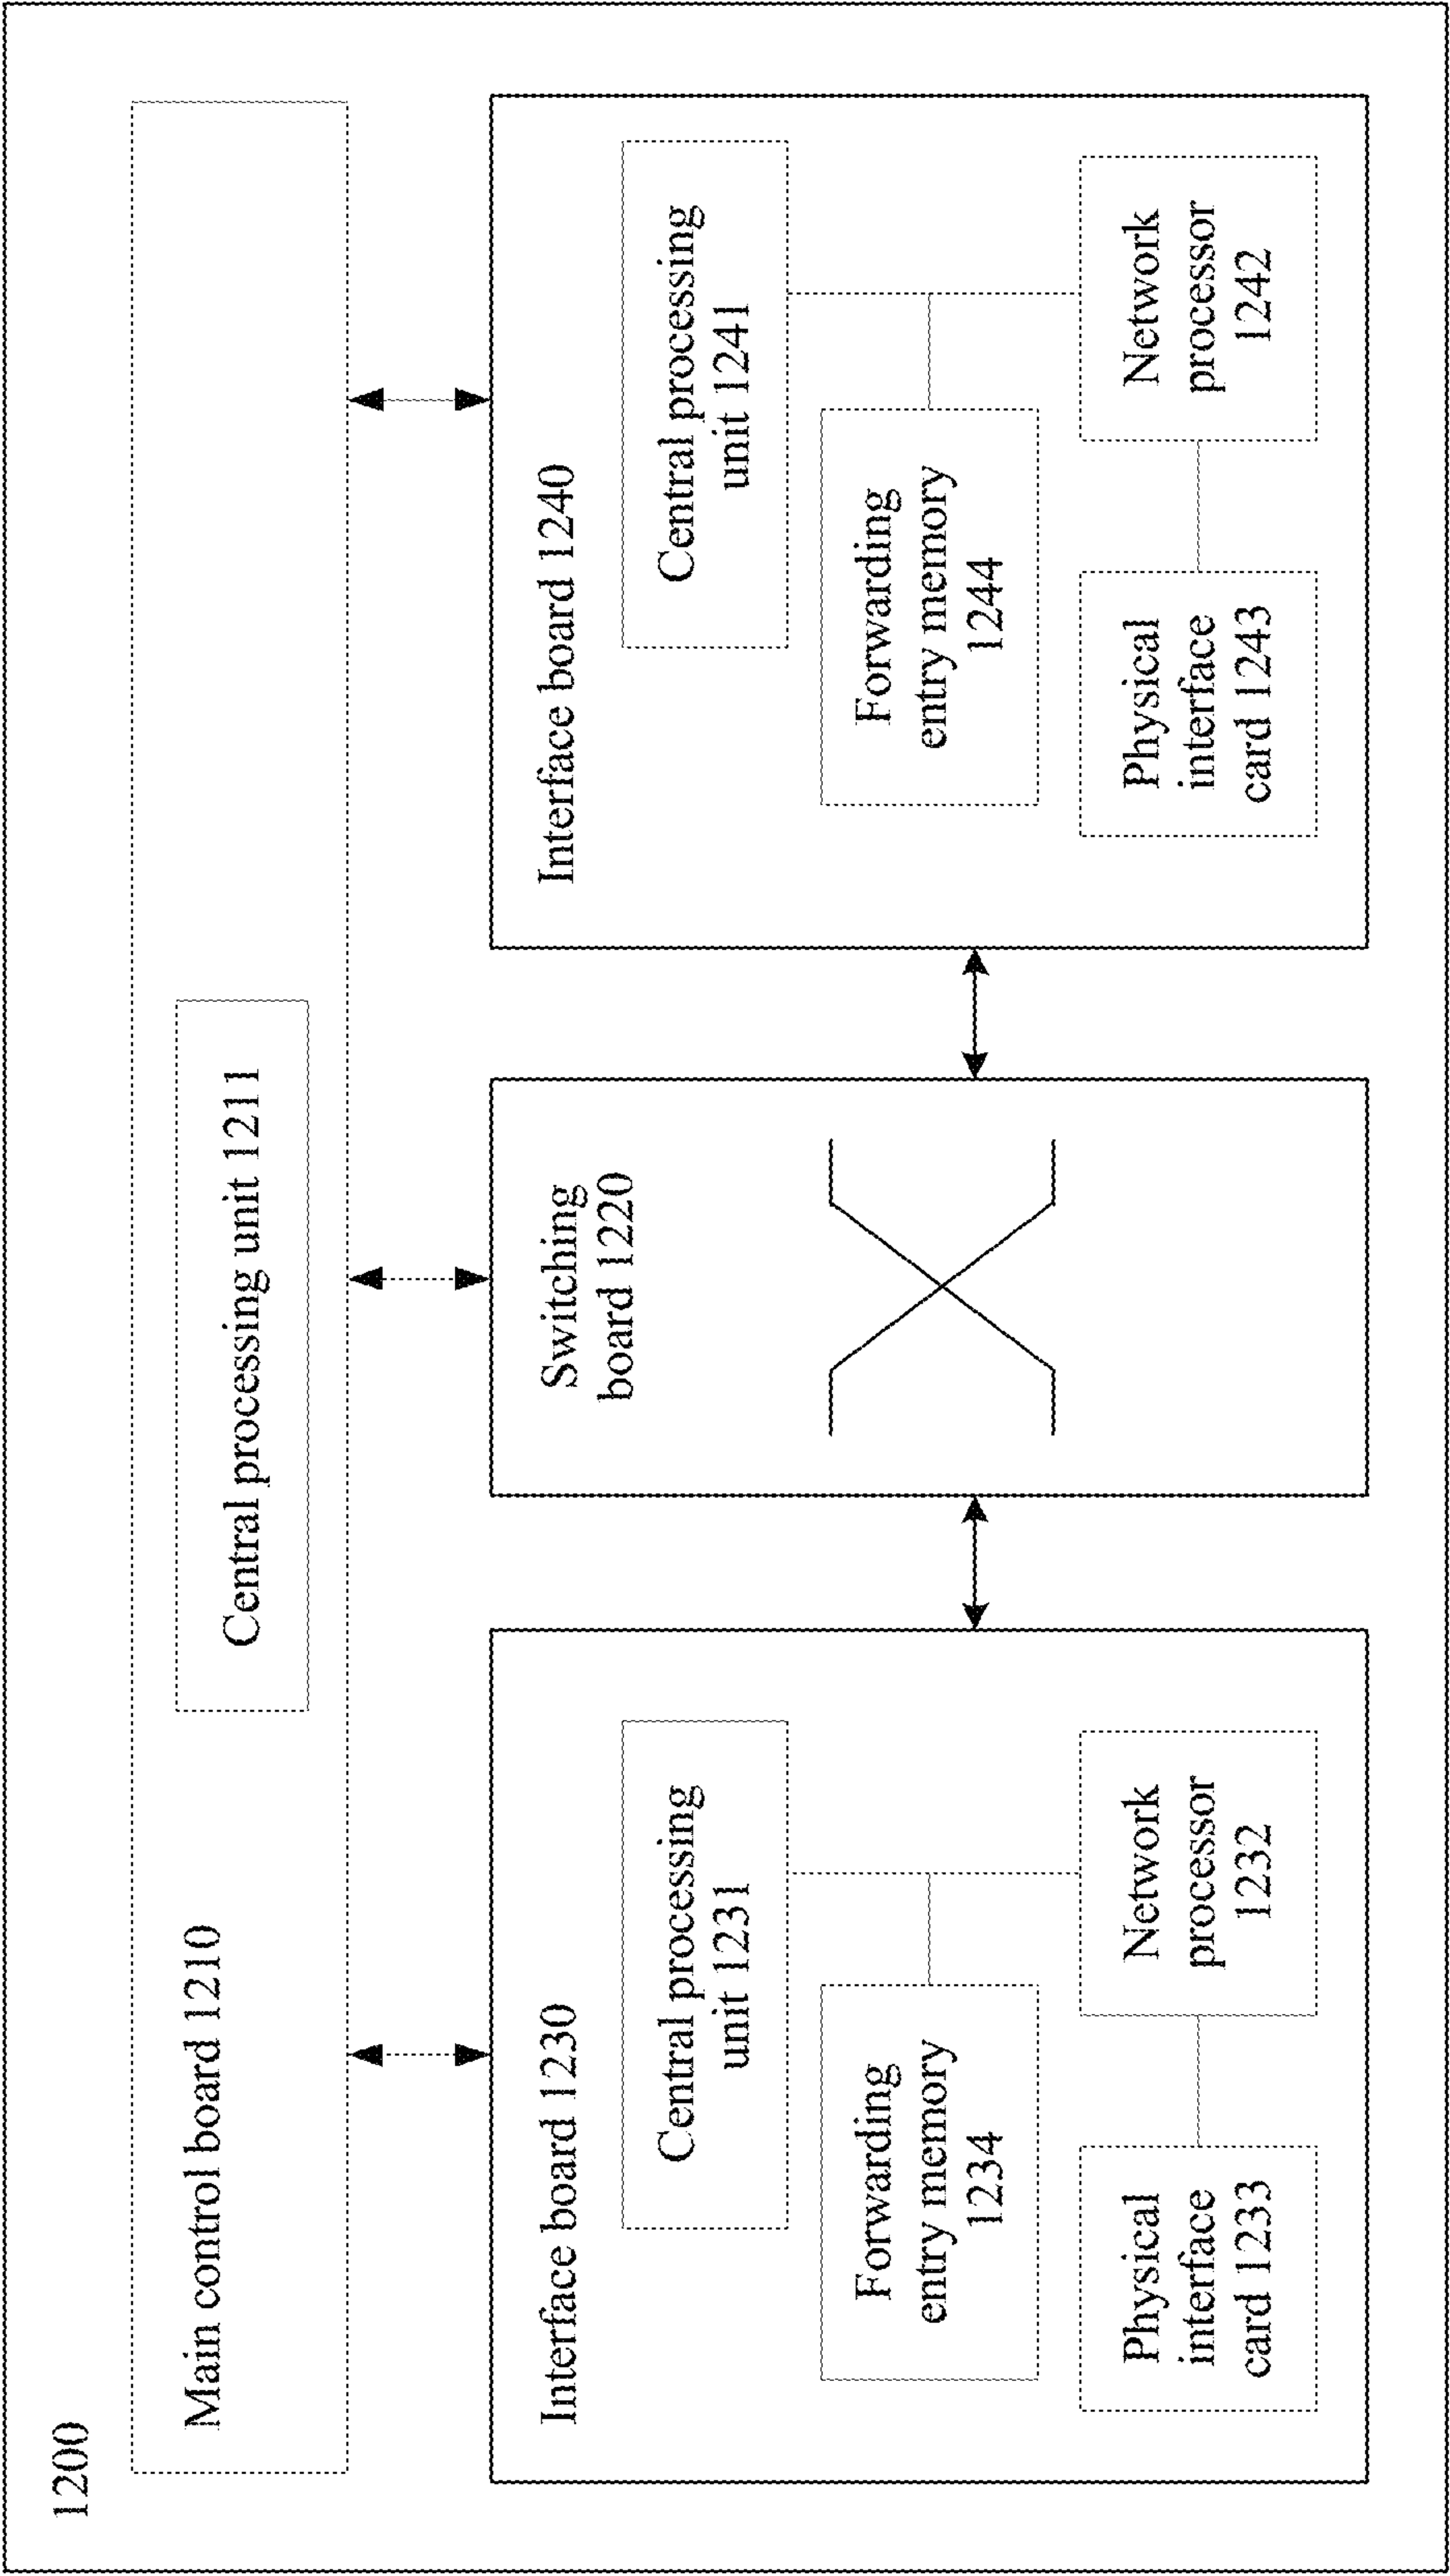 1200
Main control board 1210
Central processing unit 1211
Interface board 1230
Central processing
unit 1231
Forwarding
entry memory
1234
Physical
interface
card 1233
Network
processor
1232
Switching
board 1220
Interface board 1240
Central processing
unit 1241
Forwarding
entry memory
1244
Physical
interface
card 1243
Network
processor
1242